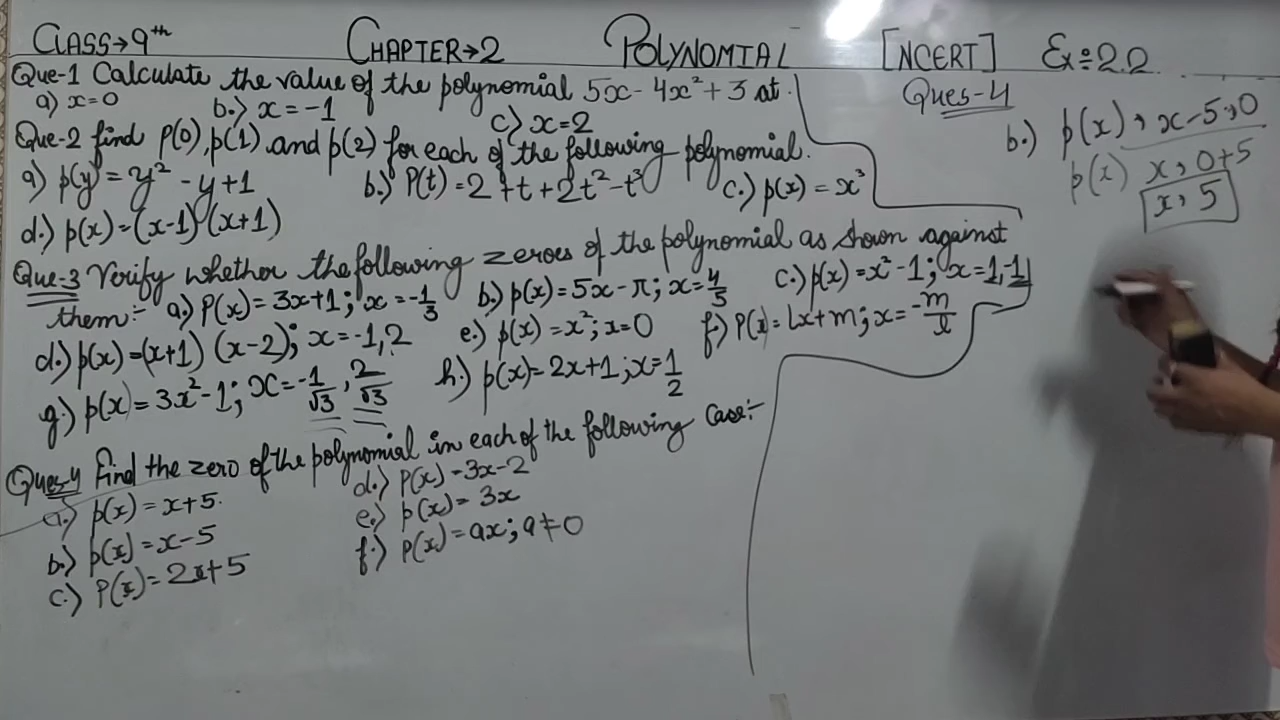 CLASS→9th CHAPTER→2 POLYNOMIAL [NCERT] Ex÷2.2
Que-1 Calculate the value of the polynomial 5x-4x²+3 at.
a) x=0 b.) x=-1 c) x=2
Que-2 find P(0), p(1) and p(2) for each of the following polynomial.
a) p(y)=y²-y+1 b.) P(t)=2+t+2t²-t³ c.) p(x)=x³
d.) p(x)=(x-1) (x+1)
Que-3 Verify whether the following zeroes of the polynomial as shown against
them:- a.) P(x)=3x+1; x=-1/3 b.) p(x)=5x-π; x=4/5 c.) p(x)=x²-1; x=1,-1
d.) p(x)=(x+1) (x-2); x=-1,2 e.) p(x)=x²; x=0 f.) P(x)=lx+m; x=-m/l
g.) p(x)=3x²-1; x=-1/√3, 2/√3 h.) p(x)=2x+1; x=1/2
Ques-4 Find the zero of the polynomial in each of the following case:-
a.) p(x)=x+5. d.) P(x)=3x-2
b.) p(x)=x-5 e.) p(x)=3x
c.) P(x)=2x+5 f.) P(x)=ax; a≠0
Ques-4
b.) p(x), x-5,0
p(x) x, 0+5
x, 5